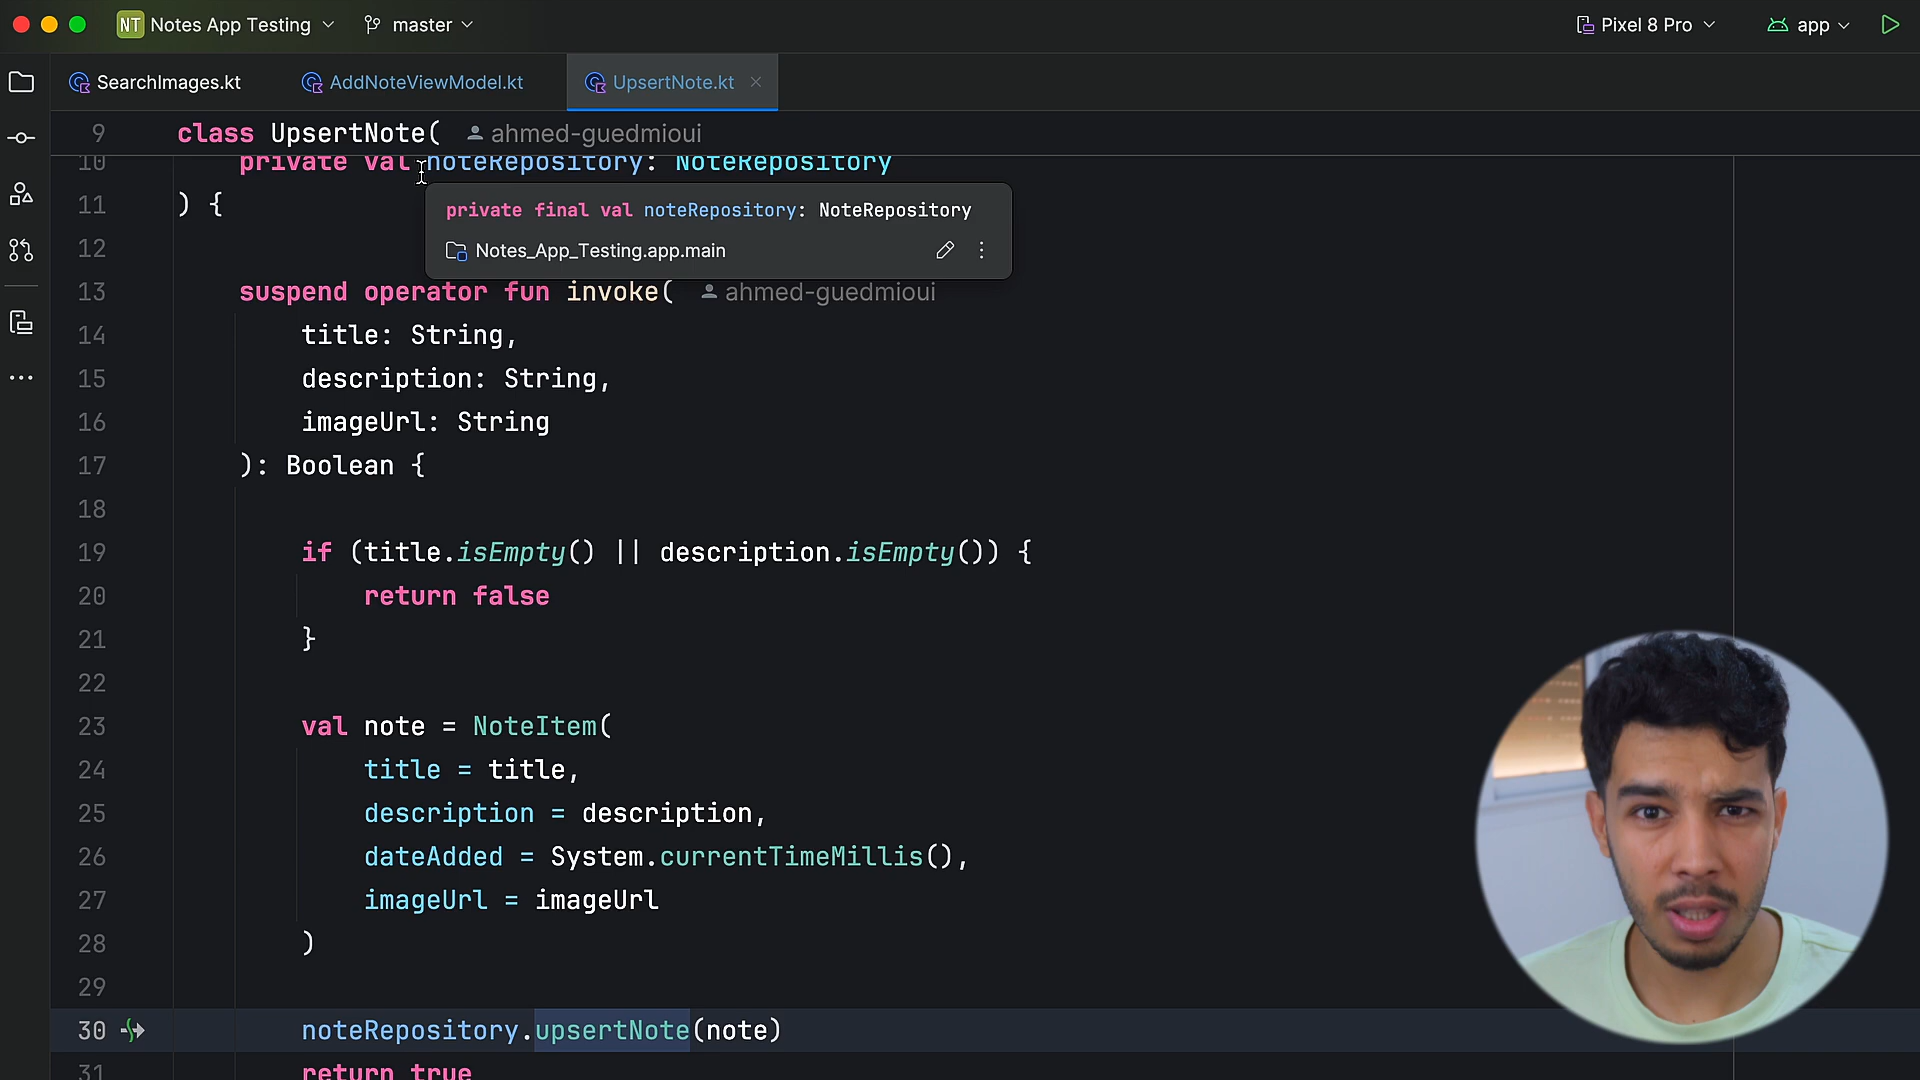 NT Notes App Testing master Pixel 8 Pro app
SearchImages.kt AddNoteViewModel.kt UpsertNote.kt
9 class UpsertNote( ahmed-guedmioui
10 private val noteRepository: NoteRepository
11 ) {
private final val noteRepository: NoteRepository
12
Notes_App_Testing.app.main
13 suspend operator fun invoke( ahmed-guedmioui
14 title: String,
15 description: String,
16 imageUrl: String
17 ): Boolean {
18
19 if (title.isEmpty() || description.isEmpty()) {
20 return false
21 }
22
23 val note = NoteItem(
24 title = title,
25 description = description,
26 dateAdded = System.currentTimeMillis(),
27 imageUrl = imageUrl
28 )
29
30 noteRepository.upsertNote(note)
31 return true